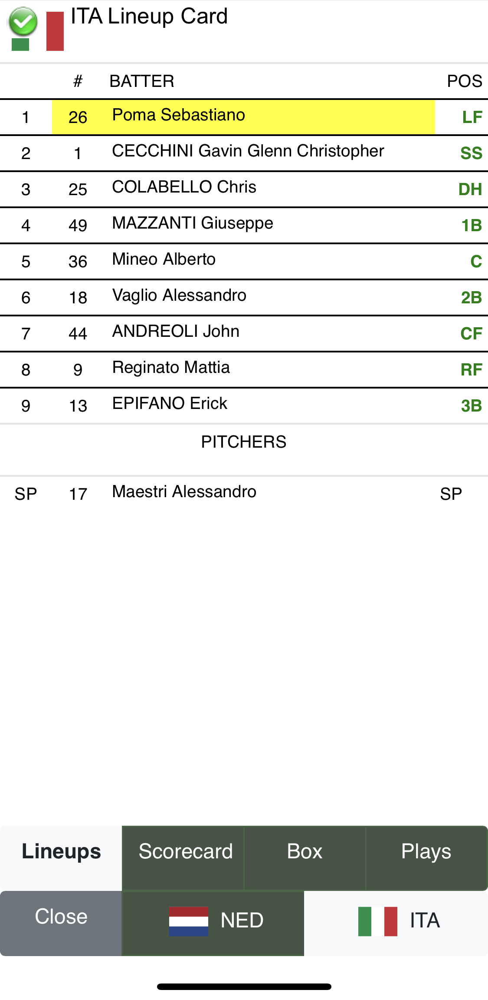 ITA Lineup Card
# BATTER POS
1 26 Poma Sebastiano LF
2 1 CECCHINI Gavin Glenn Christopher SS
3 25 COLABELLO Chris DH
4 49 MAZZANTI Giuseppe 1B
5 36 Mineo Alberto C
6 18 Vaglio Alessandro 2B
7 44 ANDREOLI John CF
8 9 Reginato Mattia RF
9 13 EPIFANO Erick 3B
PITCHERS
SP 17 Maestri Alessandro SP
Lineups Scorecard Box Plays
Close NED ITA